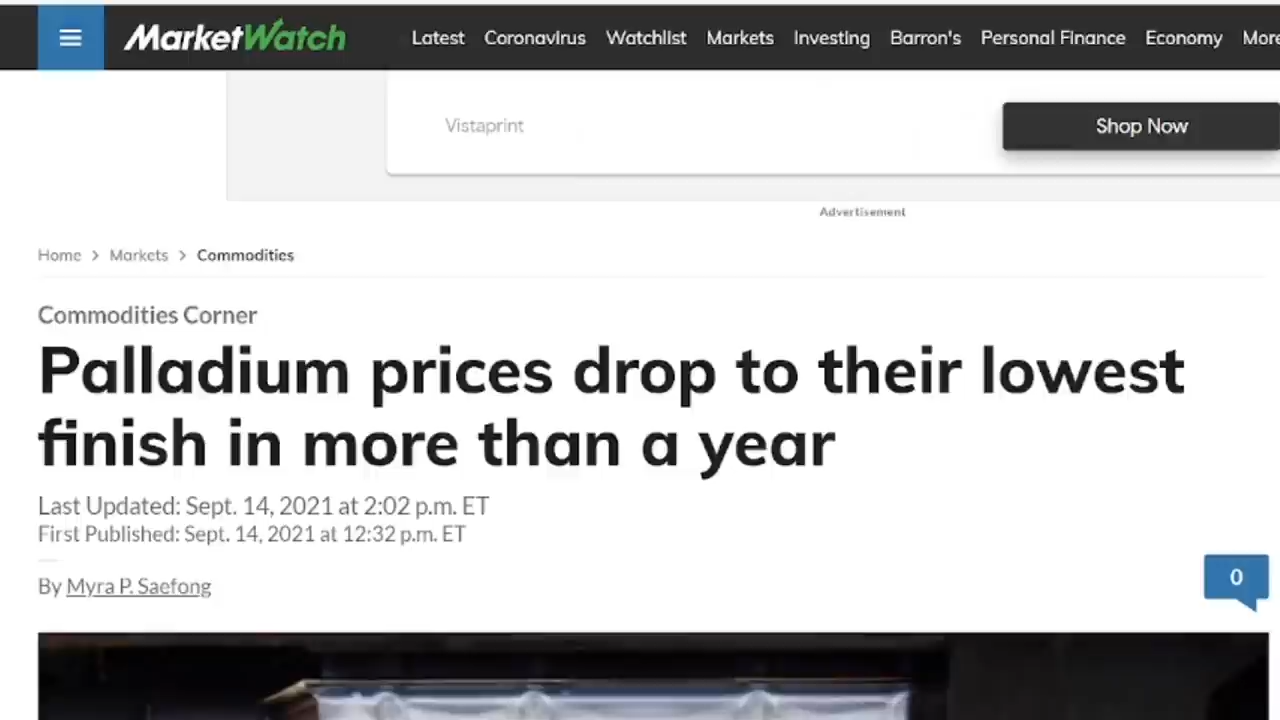 MarketWatch Latest Coronavirus Watchlist Markets Investing Barron's Personal Finance Economy More
Vistaprint
Shop Now
Advertisement
Home > Markets > Commodities
Commodities Corner
Palladium prices drop to their lowest
finish in more than a year
Last Updated: Sept. 14, 2021 at 2:02 p.m. ET
First Published: Sept. 14, 2021 at 12:32 p.m. ET
By Myra P. Saefong
0